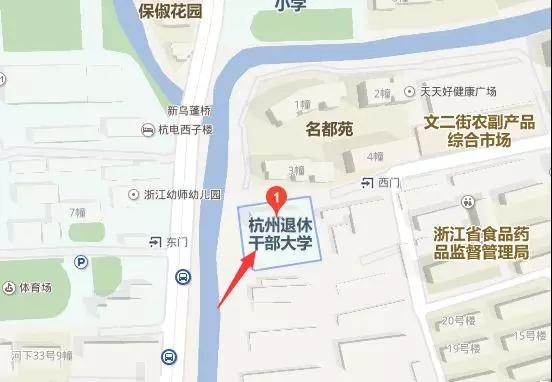 保俶花园
小学
天天好健康广场
1幢
2幢
新乌蓬桥
杭电西子楼
名都苑
文二街农副产品
综合市场
3幢
4幢
西门
浙江幼师幼儿园
7幢
1
杭州退休
干部大学
东门
浙江省食品药
品监督管理局
体育场
P
20号楼
15号楼
19号楼
河下33号9幢